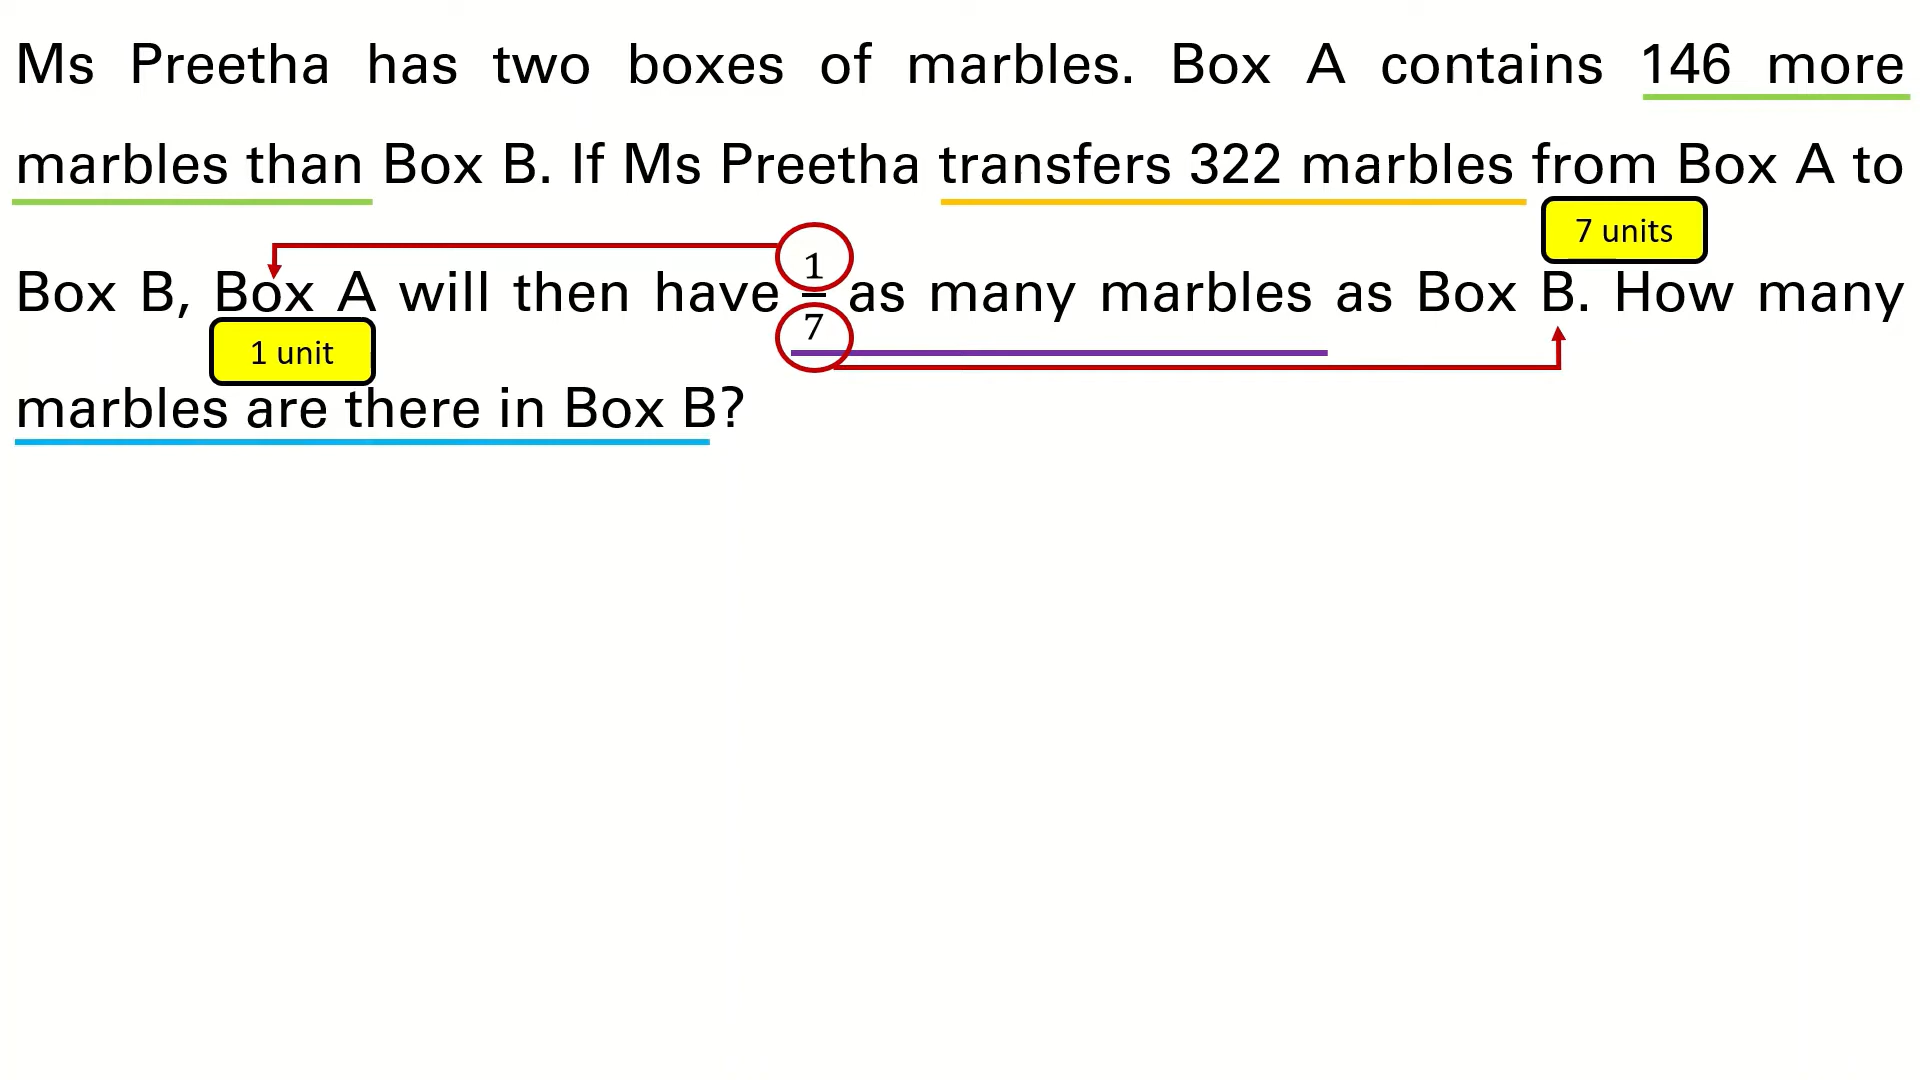 Ms Preetha has two boxes of marbles. Box A contains 146 more
marbles than Box B. If Ms Preetha transfers 322 marbles from Box A to
7 units
Box B, Box A will then have 1/7 as many marbles as Box B. How many
1 unit
marbles are there in Box B?